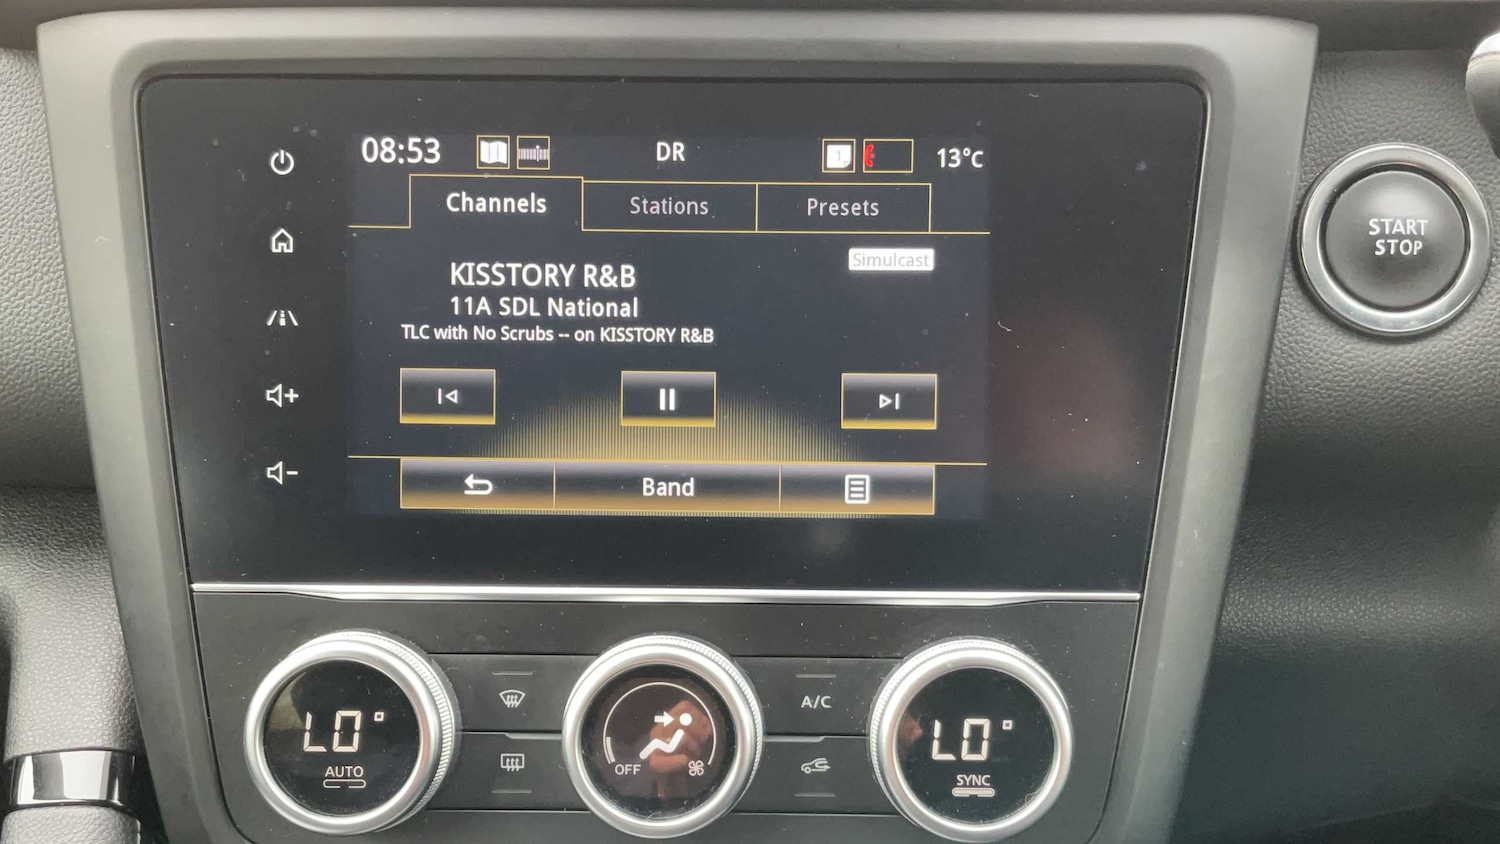 08:53 DR 13°C
Channels Stations Presets
Simulcast
KISSTORY R&B
11A SDL National
TLC with No Scrubs -- on KISSTORY R&B
Band
START
STOP
LO°
AUTO
OFF
A/C
LO°
SYNC